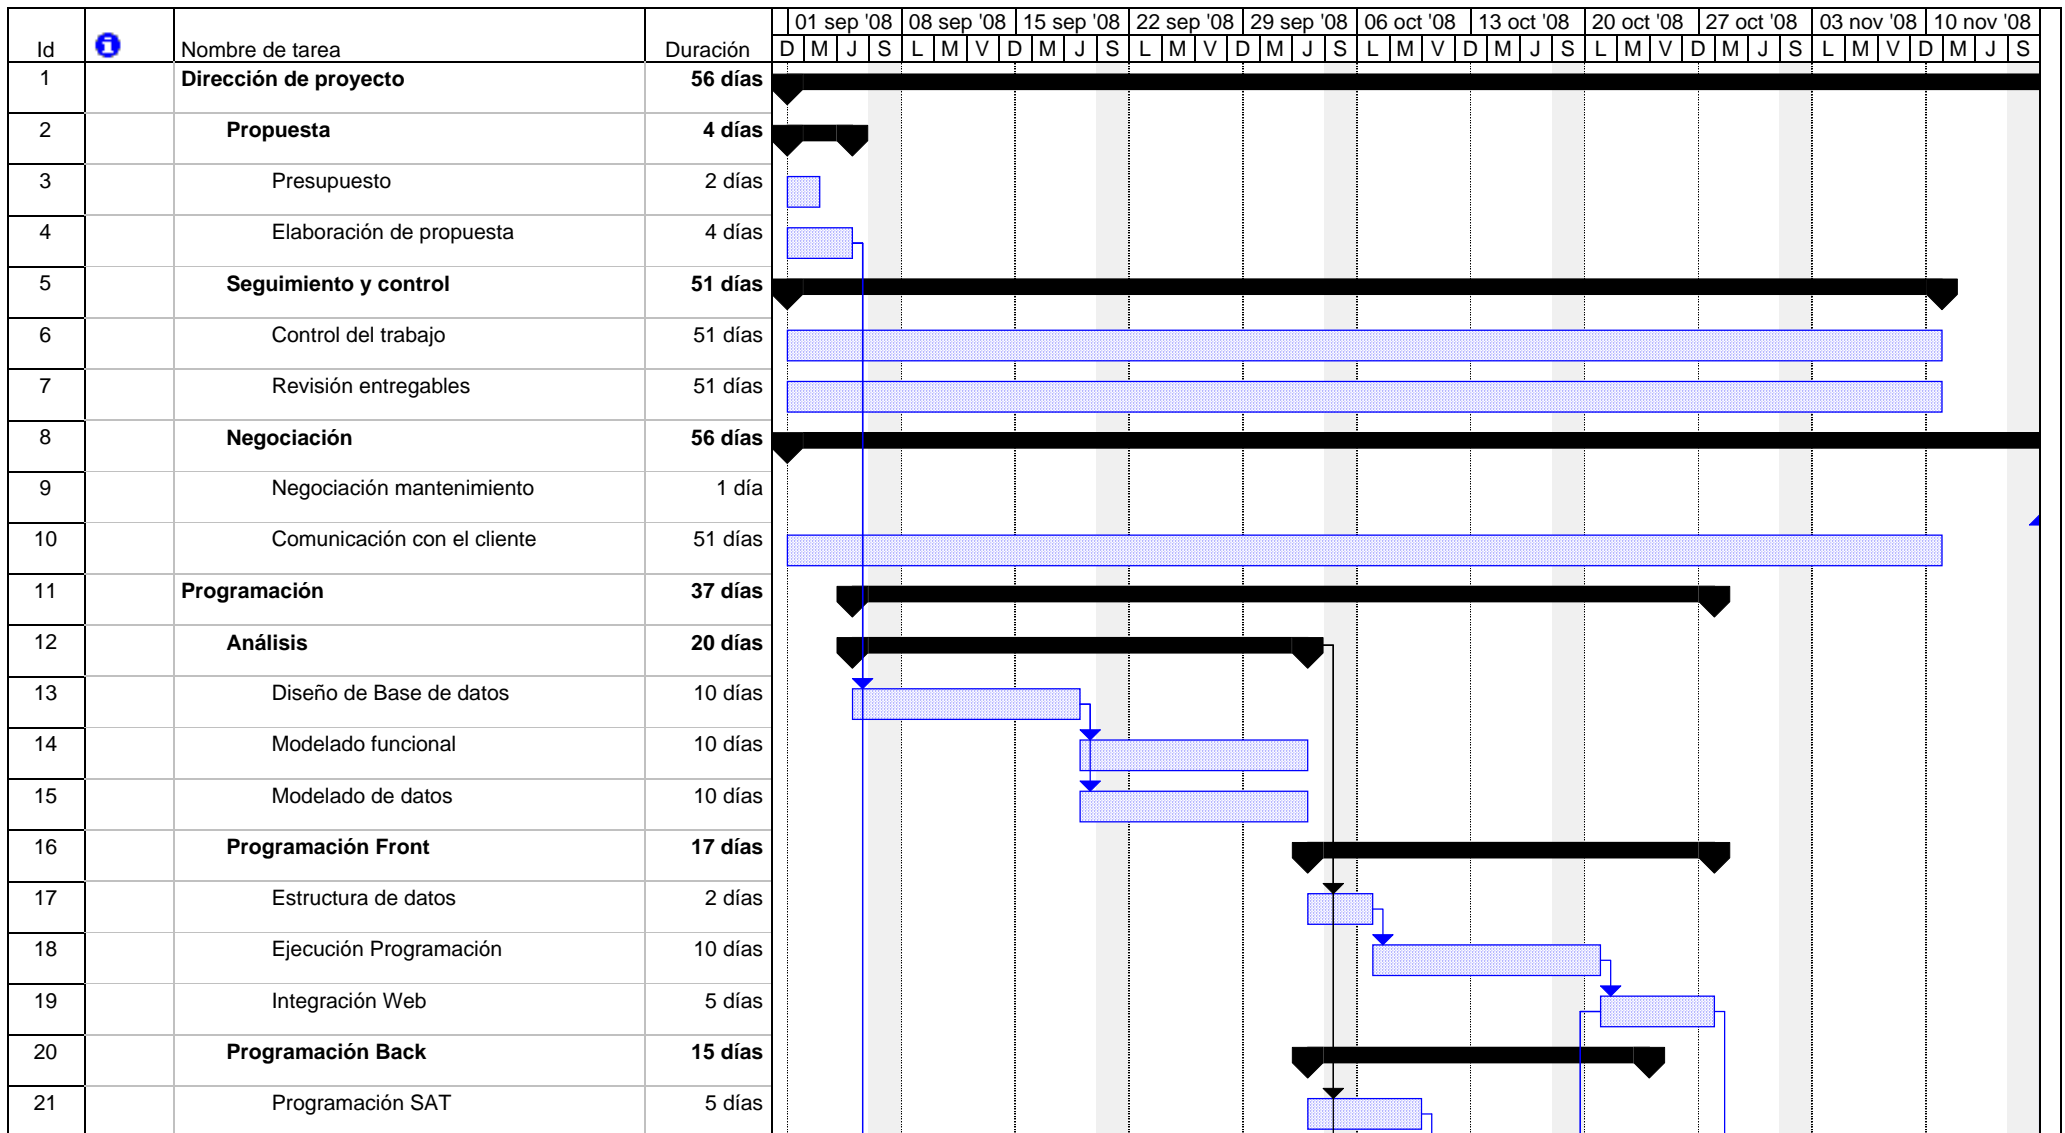 01 sep '08 08 sep '08 15 sep '08 22 sep '08 29 sep '08 06 oct '08 13 oct '08 20 oct '08 27 oct '08 03 nov '08 10 nov '08
Id Nombre de tarea Duración D M J S L M V D M J S L M V D M J S L M V D M J S L M V D M J S L M V D M J S
1 Dirección de proyecto 56 días
2 Propuesta 4 días
3 Presupuesto 2 días
4 Elaboración de propuesta 4 días
5 Seguimiento y control 51 días
6 Control del trabajo 51 días
7 Revisión entregables 51 días
8 Negociación 56 días
9 Negociación mantenimiento 1 día
10 Comunicación con el cliente 51 días
11 Programación 37 días
12 Análisis 20 días
13 Diseño de Base de datos 10 días
14 Modelado funcional 10 días
15 Modelado de datos 10 días
16 Programación Front 17 días
17 Estructura de datos 2 días
18 Ejecución Programación 10 días
19 Integración Web 5 días
20 Programación Back 15 días
21 Programación SAT 5 días